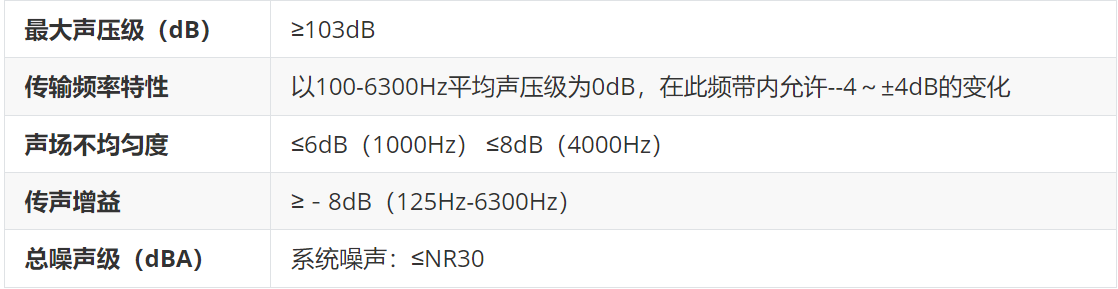 最大声压级（dB） ≥103dB
传输频率特性 以100-6300Hz平均声压级为0dB，在此频带内允许--4～±4dB的变化
声场不均匀度 ≤6dB（1000Hz） ≤8dB（4000Hz）
传声增益 ≥ - 8dB（125Hz-6300Hz）
总噪声级（dBA） 系统噪声：≤NR30